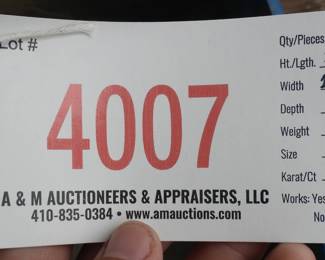 Lot #
4007
A & M AUCTIONEERS & APPRAISERS, LLC
410-835-0384 • www.amauctions.com
Qty/Pieces
Ht./Lgth.
Width
Depth
Weight
Size
Karat/Ct
Works: Yes
No